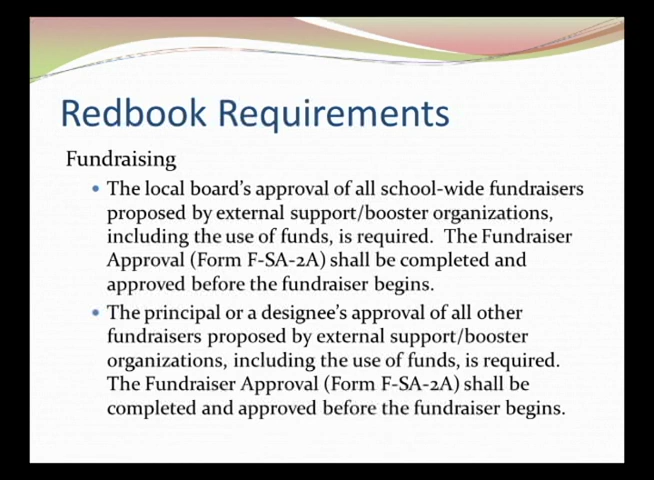 Redbook Requirements
Fundraising
• The local board's approval of all school-wide fundraisers
proposed by external support/booster organizations,
including the use of funds, is required. The Fundraiser
Approval (Form F-SA-2A) shall be completed and
approved before the fundraiser begins.
• The principal or a designee's approval of all other
fundraisers proposed by external support/booster
organizations, including the use of funds, is required.
The Fundraiser Approval (Form F-SA-2A) shall be
completed and approved before the fundraiser begins.